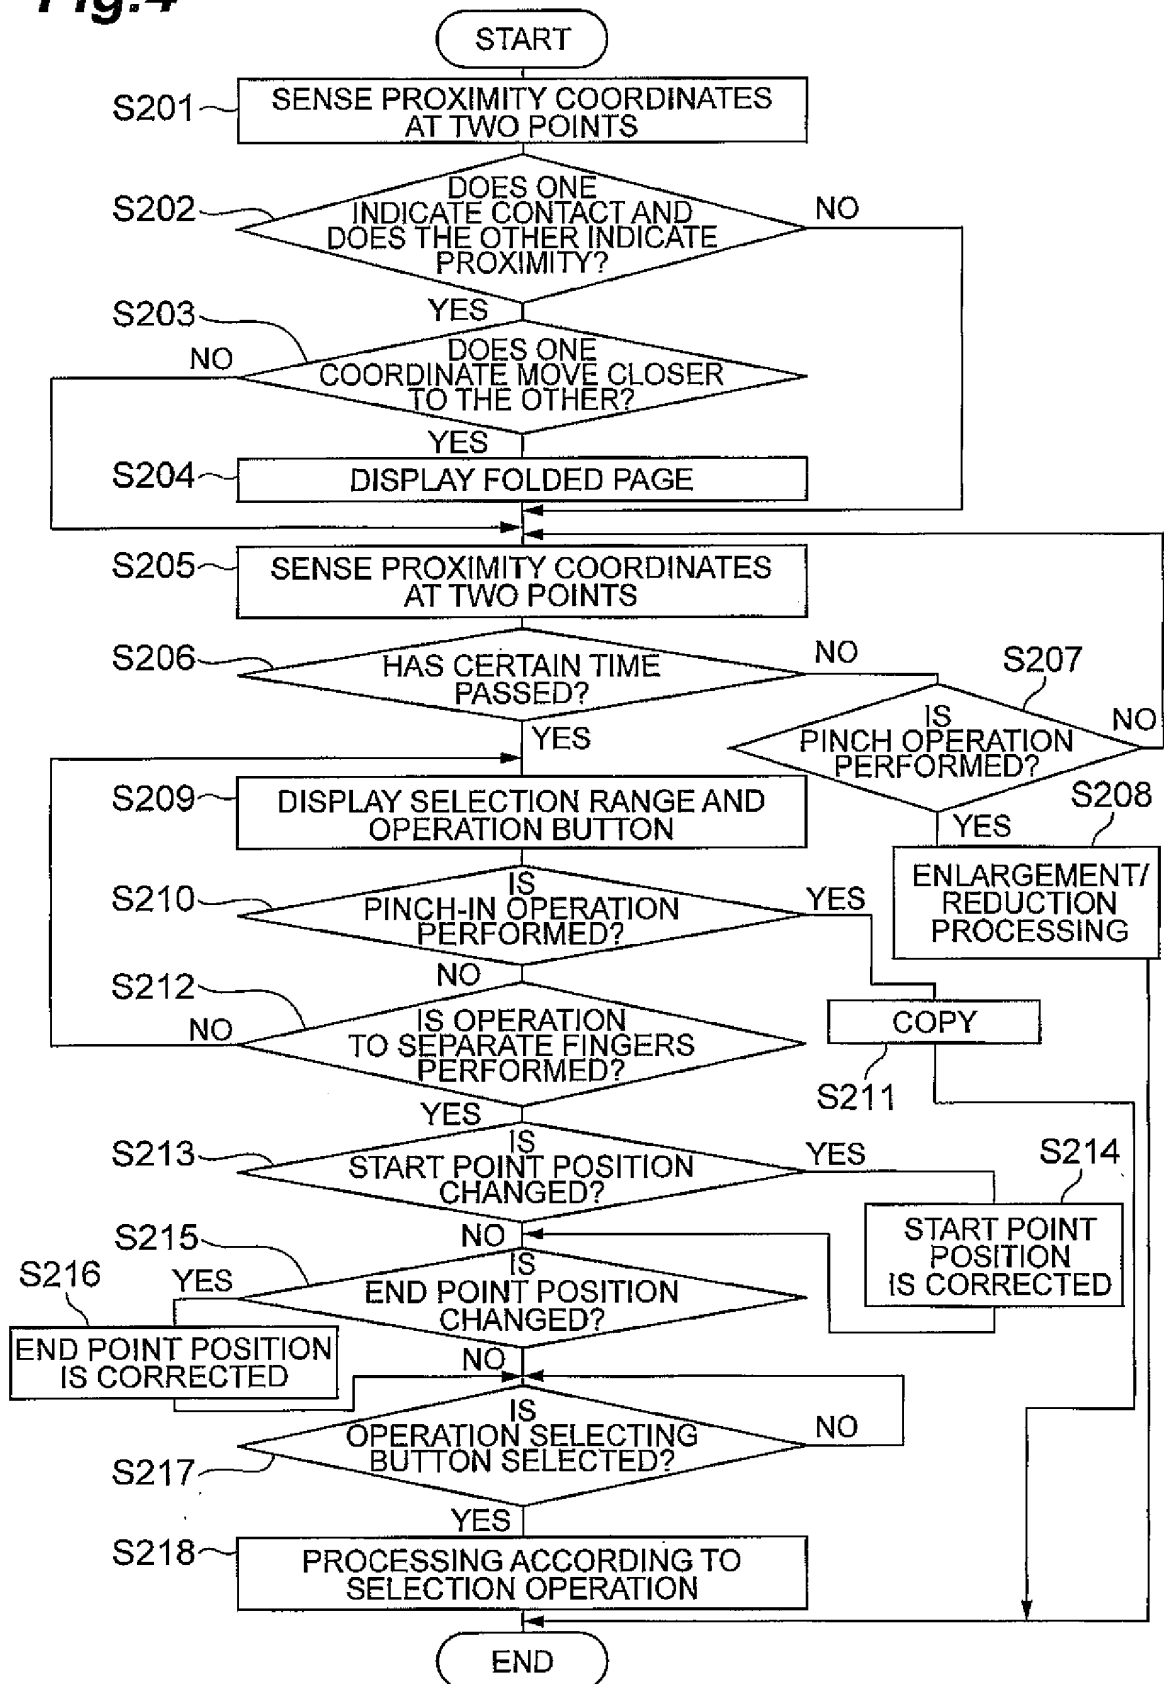 Fig.4
START
S201
SENSE PROXIMITY COORDINATES
AT TWO POINTS
S202
DOES ONE
INDICATE CONTACT AND
DOES THE OTHER INDICATE
PROXIMITY?
NO
YES
S203
DOES ONE
COORDINATE MOVE CLOSER
TO THE OTHER?
NO
YES
S204
DISPLAY FOLDED PAGE
S205
SENSE PROXIMITY COORDINATES
AT TWO POINTS
S206
HAS CERTAIN TIME
PASSED?
NO
YES
S207
IS
PINCH OPERATION
PERFORMED?
NO
YES
S208
ENLARGEMENT/
REDUCTION
PROCESSING
S209
DISPLAY SELECTION RANGE AND
OPERATION BUTTON
S210
IS
PINCH-IN OPERATION
PERFORMED?
YES
NO
COPY
S211
S212
IS OPERATION
TO SEPARATE FINGERS
PERFORMED?
NO
YES
S213
IS
START POINT POSITION
CHANGED?
YES
NO
S214
START POINT
POSITION
IS CORRECTED
S215
IS
END POINT POSITION
CHANGED?
YES
NO
S216
END POINT POSITION
IS CORRECTED
IS
OPERATION SELECTING
BUTTON SELECTED?
NO
S217
YES
S218
PROCESSING ACCORDING TO
SELECTION OPERATION
END